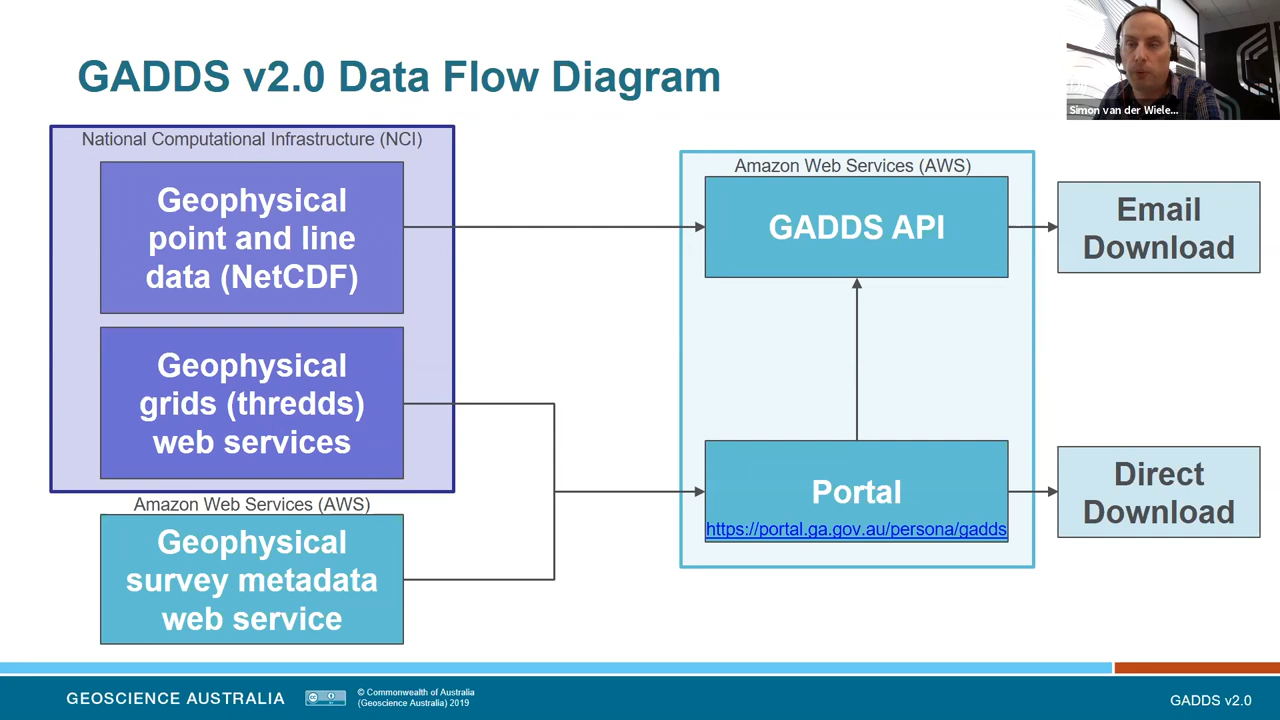 GADDS v2.0 Data Flow Diagram
Simon van der Wiele...
National Computational Infrastructure (NCI)
Geophysical
point and line
data (NetCDF)
Geophysical
grids (thredds)
web services
Amazon Web Services (AWS)
Geophysical
survey metadata
web service
Amazon Web Services (AWS)
GADDS API
Portal
https://portal.ga.gov.au/persona/gadds
Email
Download
Direct
Download
GEOSCIENCE AUSTRALIA
© Commonwealth of Australia
(Geoscience Australia) 2019
GADDS v2.0